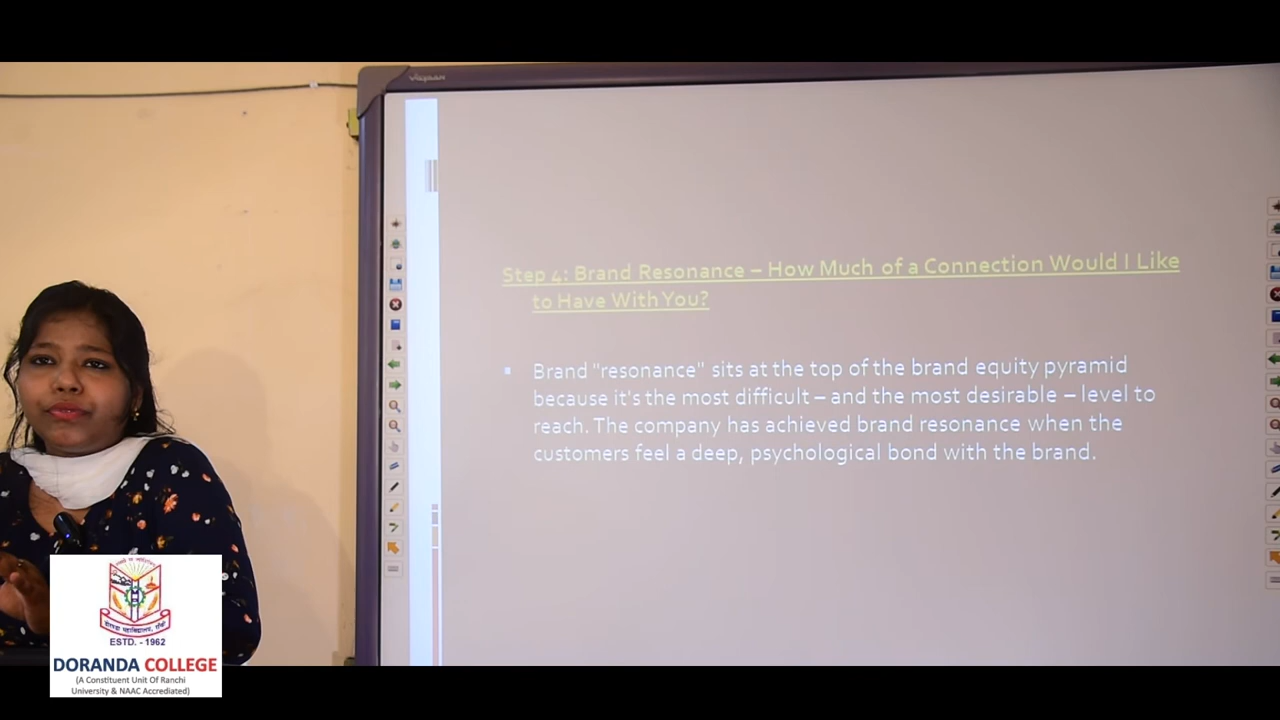 Step 4: Brand Resonance – How Much of a Connection Would I Like
to Have With You?
Brand "resonance" sits at the top of the brand equity pyramid
because it's the most difficult – and the most desirable – level to
reach. The company has achieved brand resonance when the
customers feel a deep, psychological bond with the brand.
ESTD. - 1962
DORANDA COLLEGE
(A Constituent Unit Of Ranchi
University & NAAC Accredited)